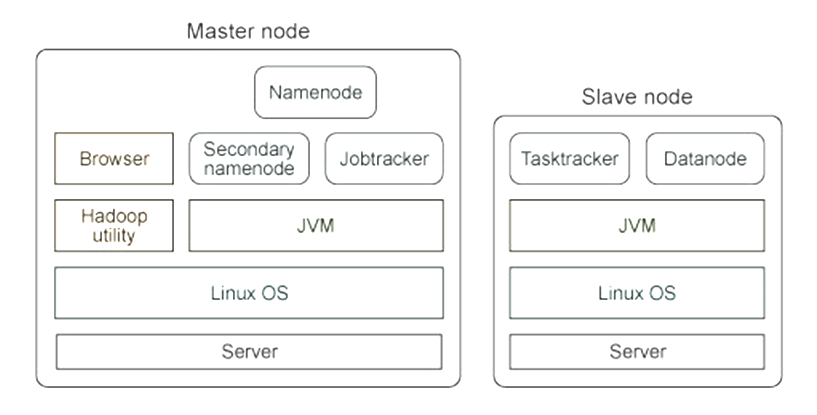 Master node
Namenode
Browser
Secondary
namenode
Jobtracker
Hadoop
utility
JVM
Linux OS
Server
Slave node
Tasktracker
Datanode
JVM
Linux OS
Server